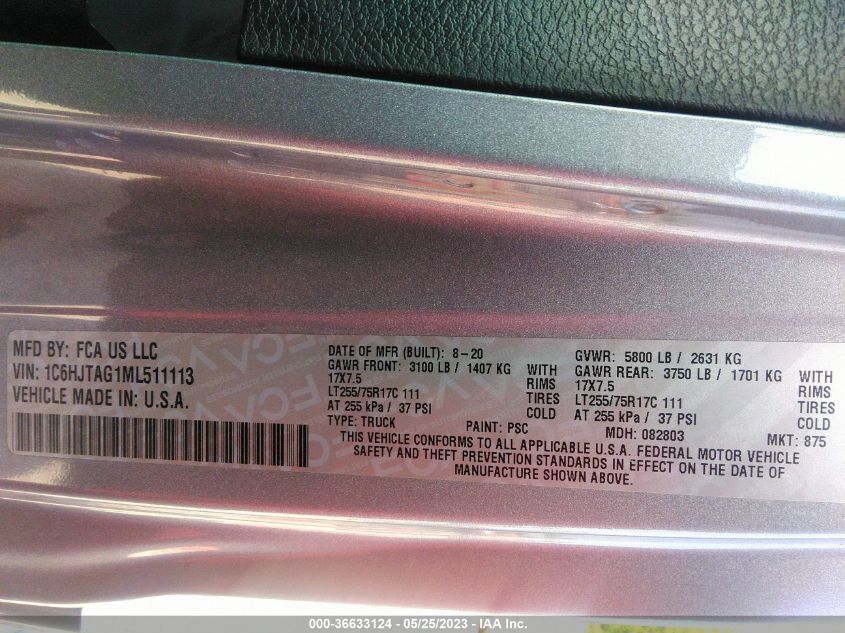 MFD BY: FCA US LLC
VIN: 1C6HJTAG1ML511113
VEHICLE MADE IN: U.S.A.
DATE OF MFR (BUILT): 8-20
GAWR FRONT: 3100 LB / 1407 KG WITH
17X7.5 RIMS
LT255/75R17C 111 TIRES
AT 255 kPa / 37 PSI COLD
TYPE: TRUCK PAINT: PSC
GVWR: 5800 LB / 2631 KG
GAWR REAR: 3750 LB / 1701 KG WITH
17X7.5 RIMS
LT255/75R17C 111 TIRES
AT 255 kPa / 37 PSI COLD
MDH: 082803 MKT: 875
THIS VEHICLE CONFORMS TO ALL APPLICABLE U.S.A. FEDERAL MOTOR VEHICLE
SAFETY AND THEFT PREVENTION STANDARDS IN EFFECT ON THE DATE OF
MANUFACTURE SHOWN ABOVE.
000-36633124 - 05/25/2023 - IAA Inc.